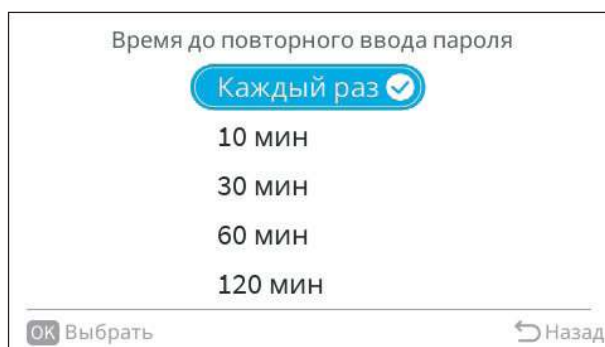 Время до повторного ввода пароля
Каждый раз
10 мин
30 мин
60 мин
120 мин
OK Выбрать
Назад